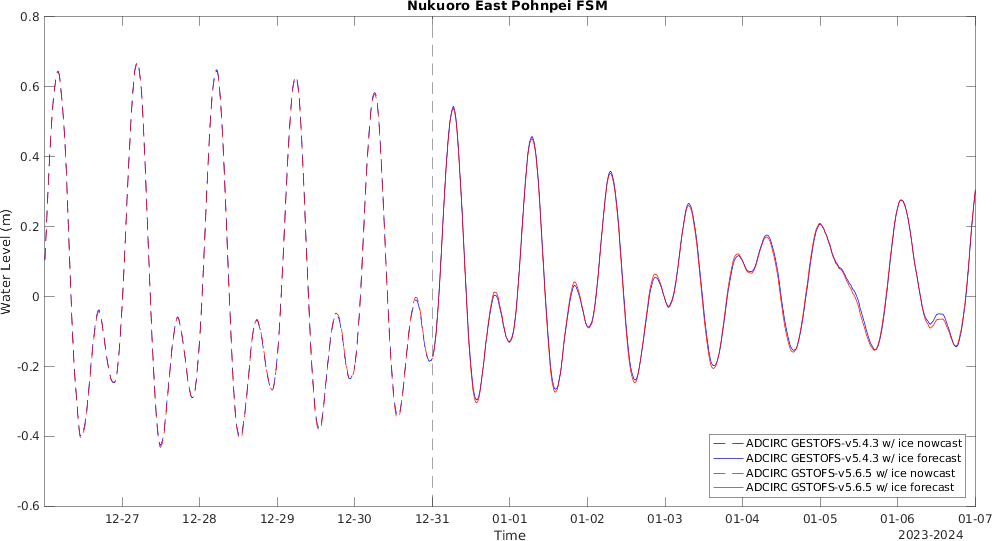 Nukuoro East Pohnpei FSM
0.8
0.6
0.4
0.2
0
-0.2
-0.4
-0.6
Water Level (m)
ADCIRC GESTOFS-v5.4.3 w/ ice nowcast
ADCIRC GESTOFS-v5.4.3 w/ ice forecast
ADCIRC GSTOFS-v5.6.5 w/ ice nowcast
ADCIRC GSTOFS-v5.6.5 w/ ice forecast
12-27 12-28 12-29 12-30 12-31 01-01 01-02 01-03 01-04 01-05 01-06 01-07
Time
2023-2024